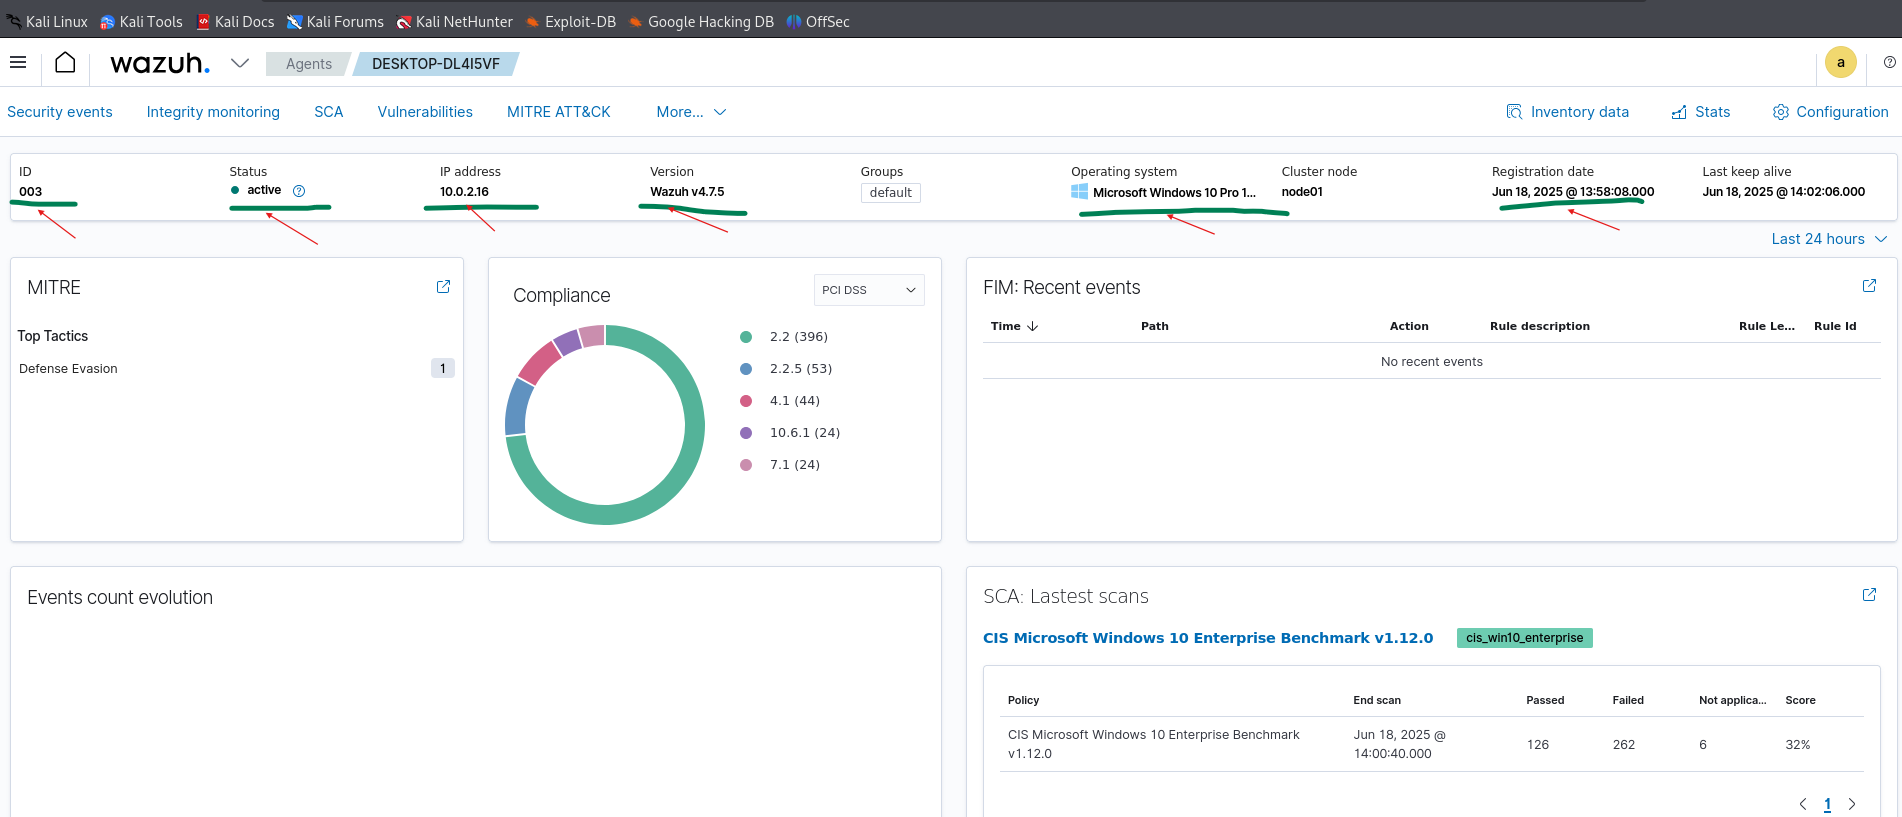 Kali Linux Kali Tools Kali Docs Kali Forums Kali NetHunter Exploit-DB Google Hacking DB OffSec
wazuh. Agents DESKTOP-DL4I5VF a
Security events Integrity monitoring SCA Vulnerabilities MITRE ATT&CK More... Inventory data Stats Configuration
ID Status IP address Version Groups Operating system Cluster node Registration date Last keep alive
003 active 10.0.2.16 Wazuh v4.7.5 default Microsoft Windows 10 Pro 1... node01 Jun 18, 2025 @ 13:58:08.000 Jun 18, 2025 @ 14:02:06.000
Last 24 hours
MITRE
Top Tactics
Defense Evasion 1
Compliance PCI DSS
2.2 (396)
2.2.5 (53)
4.1 (44)
10.6.1 (24)
7.1 (24)
FIM: Recent events
Time Path Action Rule description Rule Le... Rule Id
No recent events
Events count evolution
SCA: Lastest scans
CIS Microsoft Windows 10 Enterprise Benchmark v1.12.0 cis_win10_enterprise
Policy End scan Passed Failed Not applica... Score
CIS Microsoft Windows 10 Enterprise Benchmark Jun 18, 2025 @
v1.12.0 14:00:40.000 126 262 6 32%
1